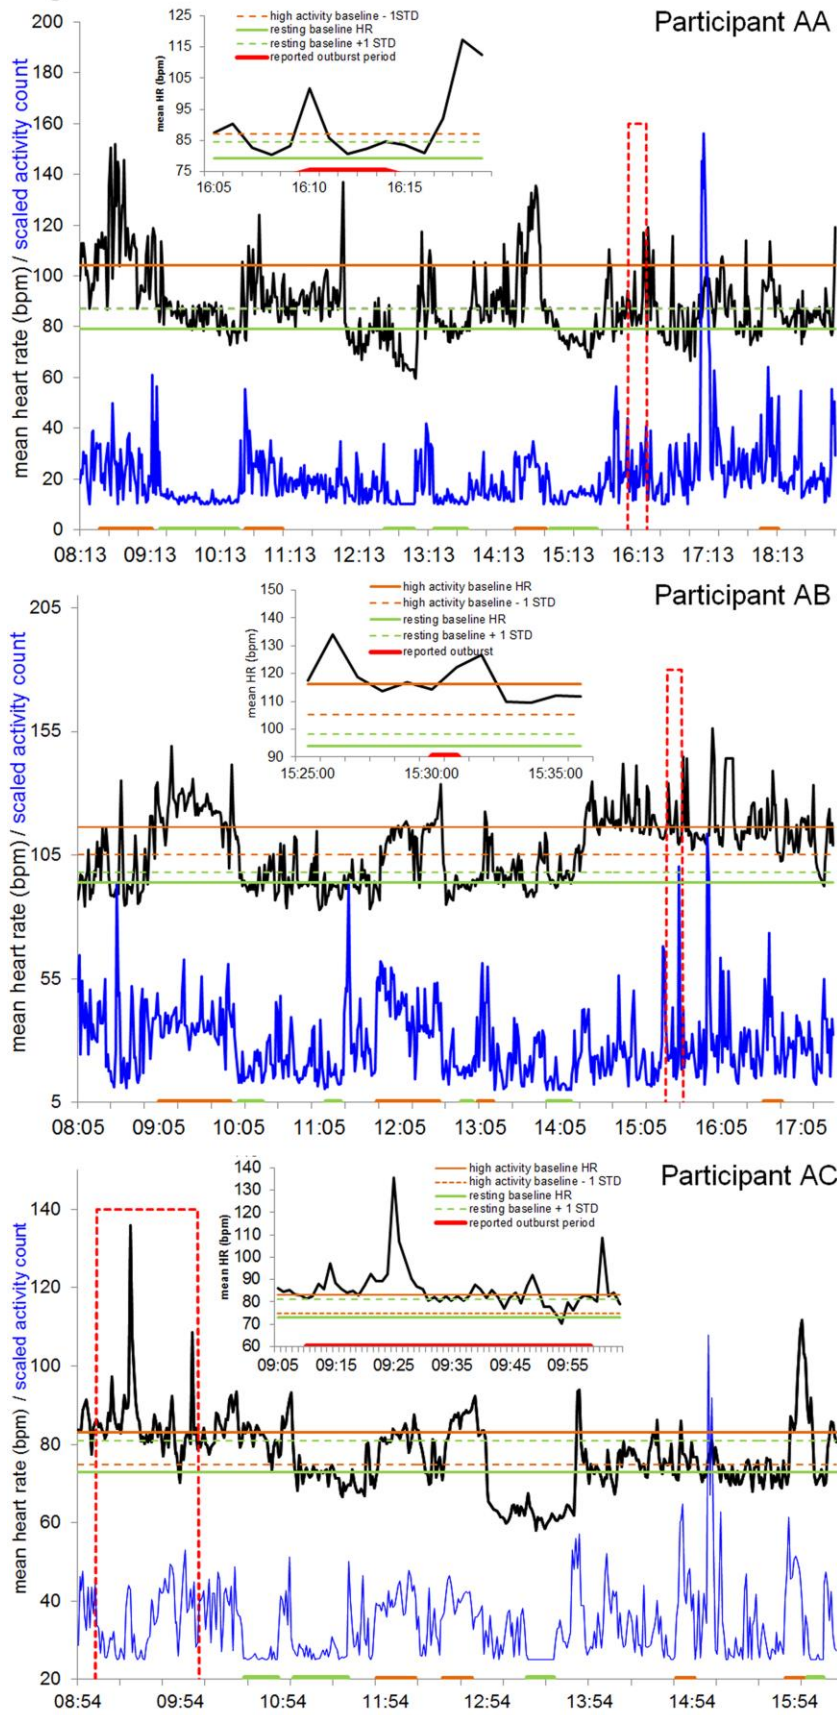 Participant AA
mean heart rate (bpm) / scaled activity count
200
180
160
140
120
100
80
60
40
20
0
08:13 09:13 10:13 11:13 12:13 13:13 14:13 15:13 16:13 17:13 18:13
mean HR (bpm)
125
115
105
95
85
75
16:05 16:10 16:15
high activity baseline - 1STD
resting baseline HR
resting baseline +1 STD
reported outburst period
Participant AB
mean heart rate (bpm) / scaled activity count
205
155
105
55
5
08:05 09:05 10:05 11:05 12:05 13:05 14:05 15:05 16:05 17:05
mean HR (bpm)
150
140
130
120
110
100
90
15:25:00 15:30:00 15:35:00
high activity baseline HR
high activity baseline - 1 STD
resting baseline HR
resting baseline + 1 STD
reported outburst
Participant AC
mean heart rate (bpm) / scaled activity count
140
120
100
80
60
40
20
08:54 09:54 10:54 11:54 12:54 13:54 14:54 15:54
mean HR (bpm)
140
130
120
110
100
90
80
70
60
09:05 09:15 09:25 09:35 09:45 09:55
high activity baseline HR
high activity baseline - 1 STD
resting baseline HR
resting baseline + 1 STD
reported outburst period